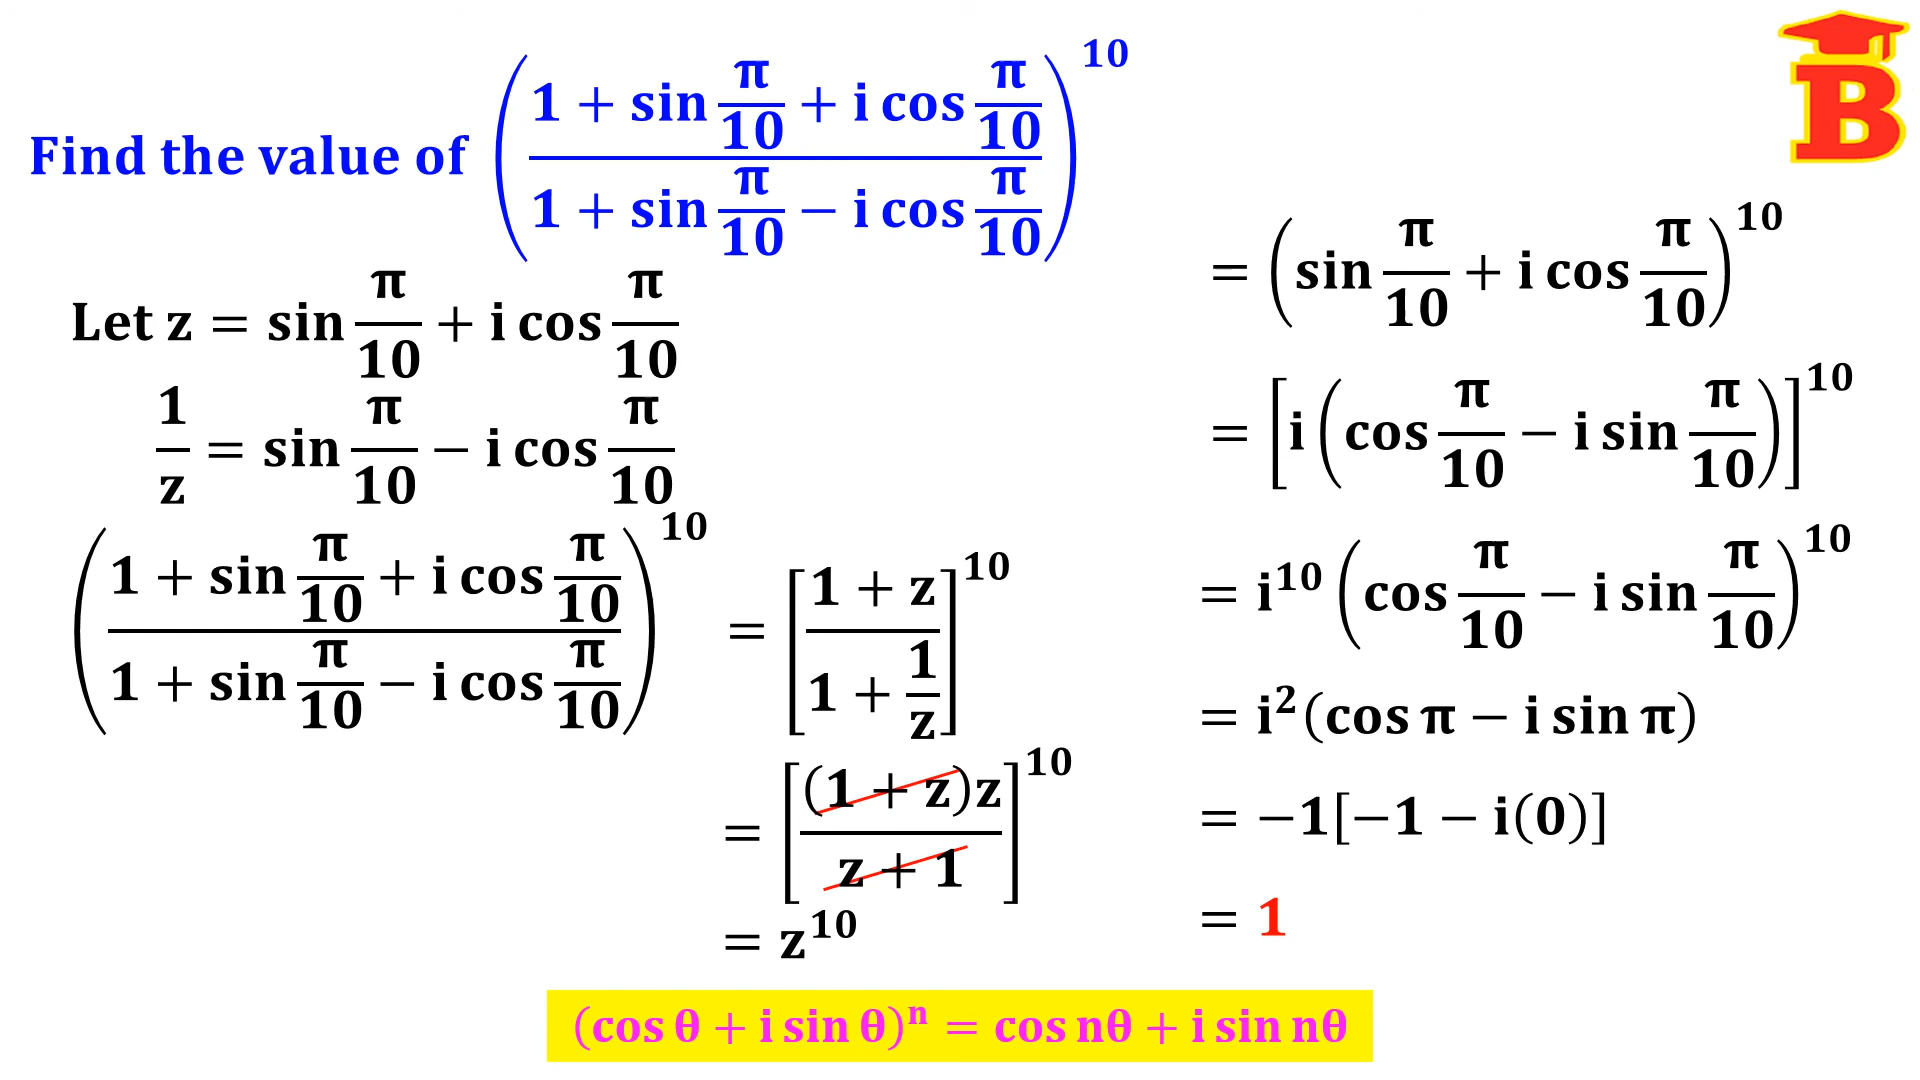 Find the value of ((1 + sin π/10 + i cos π/10)/(1 + sin π/10 − i cos π/10))^10
Let z = sin π/10 + i cos π/10
1/z = sin π/10 − i cos π/10
((1 + sin π/10 + i cos π/10)/(1 + sin π/10 − i cos π/10))^10 = [(1 + z)/(1 + 1/z)]^10
= [((1 + z)z)/(z + 1)]^10
= z^10
= (sin π/10 + i cos π/10)^10
= [i (cos π/10 − i sin π/10)]^10
= i^10 (cos π/10 − i sin π/10)^10
= i^2(cos π − i sin π)
= −1[−1 − i(0)]
= 1
(cos θ + i sin θ)^n = cos nθ + i sin nθ
B